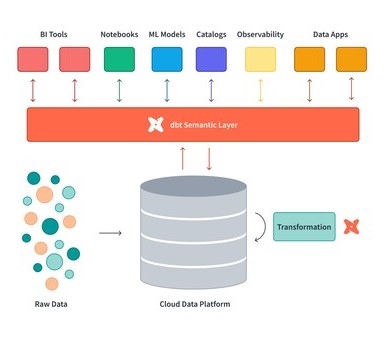 BI Tools
Notebooks
ML Models
Catalogs
Observability
Data Apps
dbt Semantic Layer
Transformation
Raw Data
Cloud Data Platform